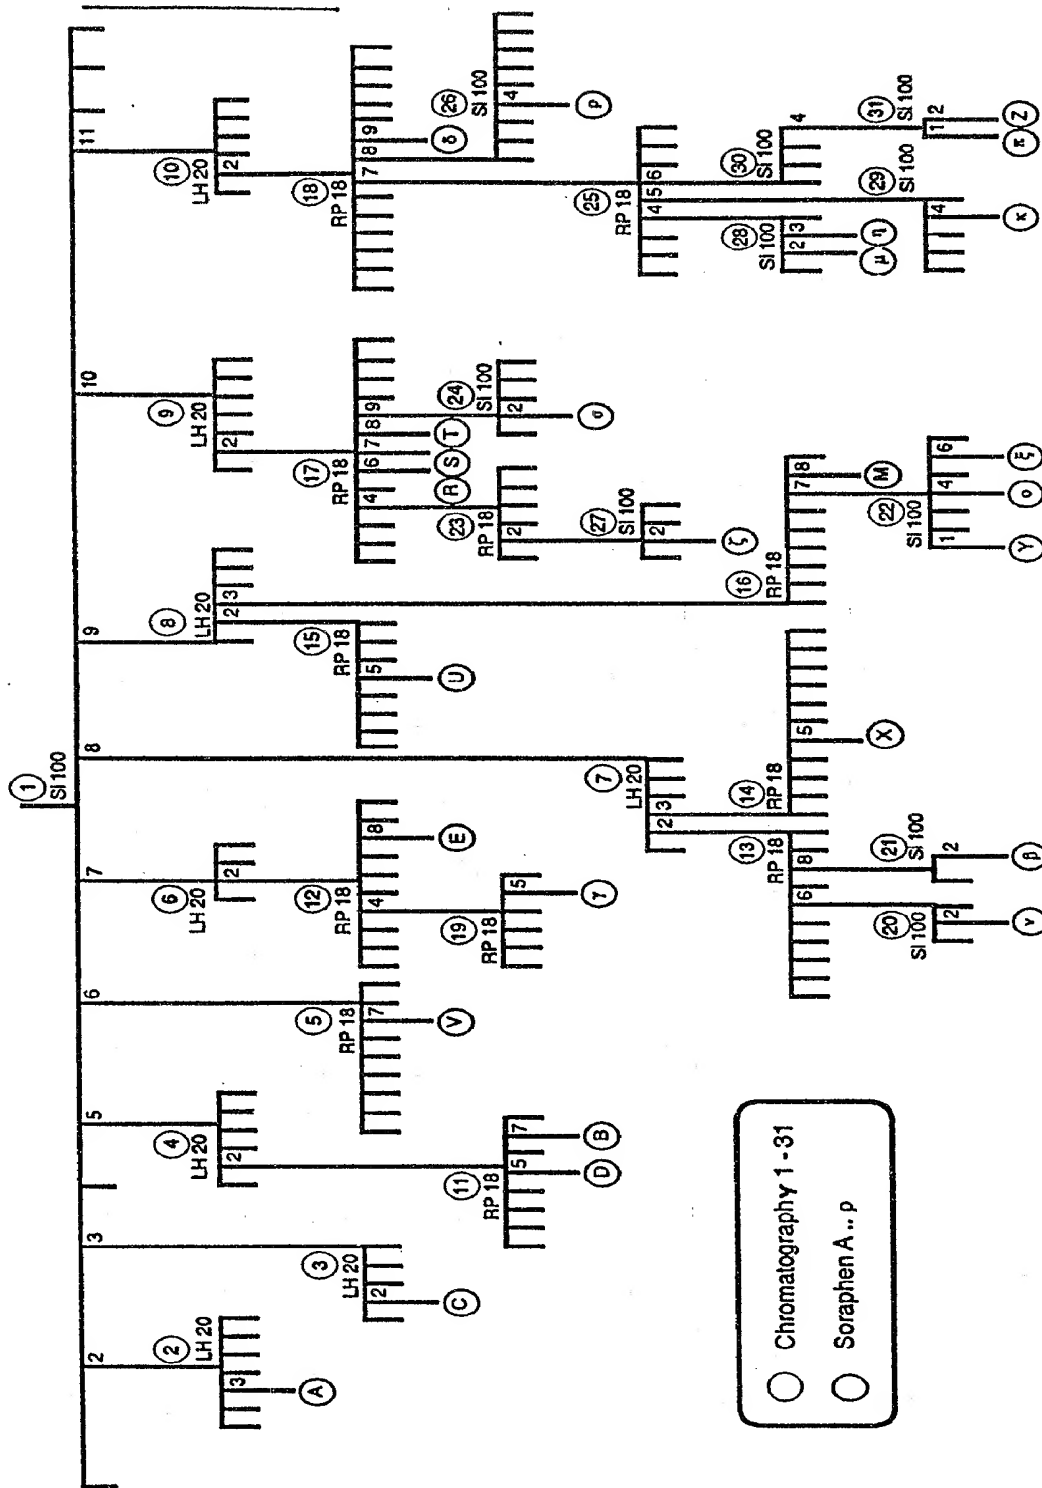 1
SI 100
2 3 5 6 7 8 9 10 11
2 4 6 8 9 10
LH 20 LH 20 LH 20 LH 20 LH 20 LH 20
3 2 2 2 3 2 2
A 3 5 12 15 17 18
LH 20 RP 18 RP 18 RP 18 RP 18 RP 18
2 7 4 8 5 4 6 7 8 9 7 8 9
C V 11 19 E U 23 R S T 24 δ 26
RP 18 RP 18 RP 18 SI 100 SI 100
5 7 5 2 2 4
D B γ 7 27 σ 25 ρ
LH 20 SI 100 RP 18
2 3 2 4 5 6
13 14 16 ζ 28 30
RP 18 RP 18 RP 18 SI 100 SI 100
6 8 5 7 8 2 3 4
20 21 X 22 M μ η 29 31
SI 100 SI 100 SI 100 SI 100 SI 100
2 2 1 4 6 4 1 2
ν β Y ο ξ κ π Z
Chromatography 1 - 31
Soraphen A .. ρ